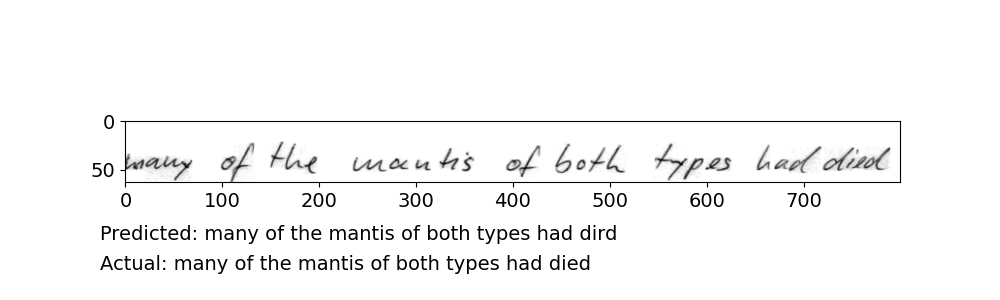 0
50
many of the mantis of both types had died
0 100 200 300 400 500 600 700
Predicted: many of the mantis of both types had dird
Actual: many of the mantis of both types had died